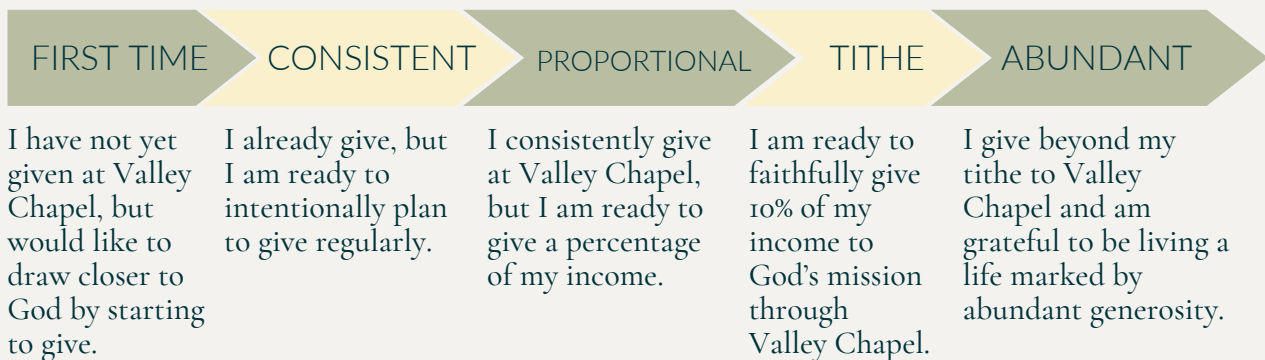 FIRST TIME
I have not yet
given at Valley
Chapel, but
would like to
draw closer to
God by starting
to give.
CONSISTENT
I already give, but
I am ready to
intentionally plan
to give regularly.
PROPORTIONAL
I consistently give
at Valley Chapel,
but I am ready to
give a percentage
of my income.
TITHE
I am ready to
faithfully give
10% of my
income to
God’s mission
through
Valley Chapel.
ABUNDANT
I give beyond my
tithe to Valley
Chapel and am
grateful to be living a
life marked by
abundant generosity.